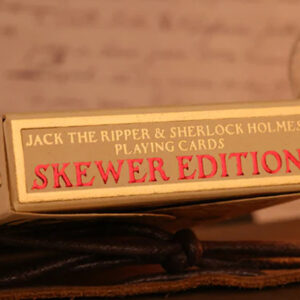 JACK THE RIPPER & SHERLOCK HOLMES
PLAYING CARDS
SKEWER EDITION